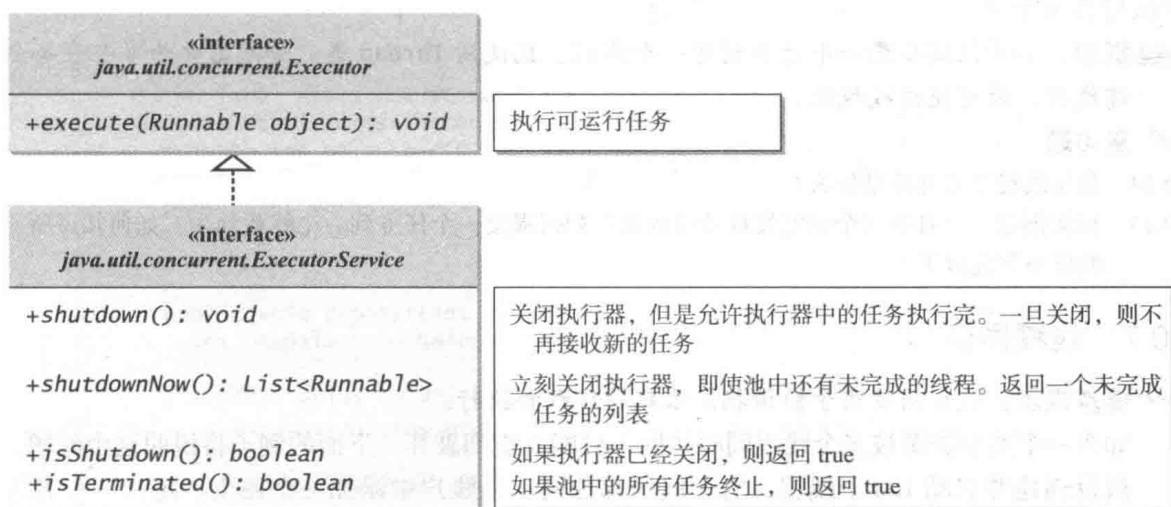 «interface»
java.util.concurrent.Executor
+execute(Runnable object): void
执行可运行任务
«interface»
java.util.concurrent.ExecutorService
+shutdown(): void
关闭执行器，但是允许执行器中的任务执行完。一旦关闭，则不
再接收新的任务
+shutdownNow(): List<Runnable>
立刻关闭执行器，即使池中还有未完成的线程。返回一个未完成
任务的列表
+isShutdown(): boolean
如果执行器已经关闭，则返回 true
+isTerminated(): boolean
如果池中的所有任务终止，则返回 true